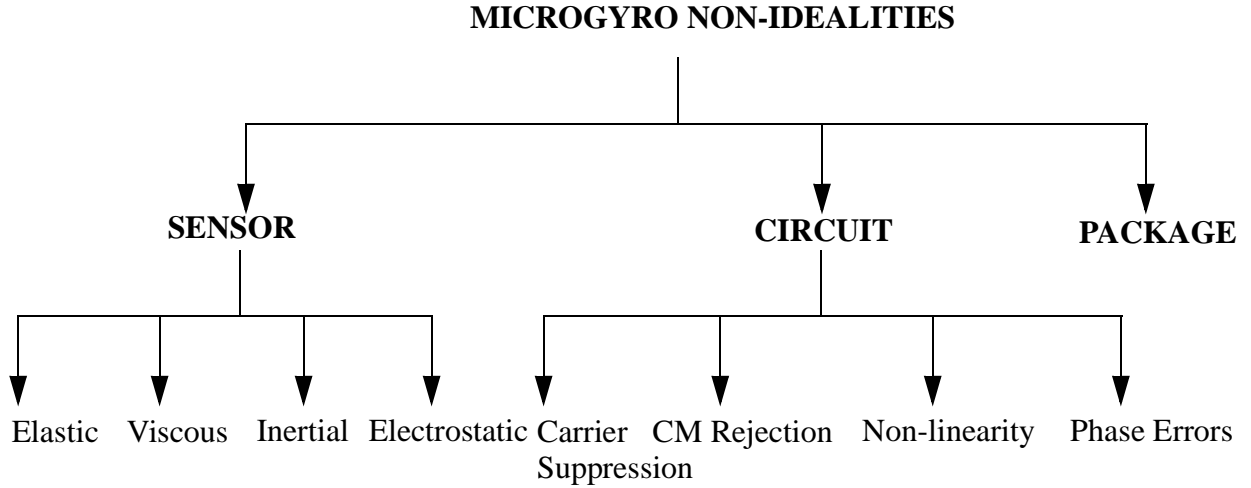 MICROGYRO NON-IDEALITIES
SENSOR
CIRCUIT
PACKAGE
Elastic
Viscous
Inertial
Electrostatic
Carrier
Suppression
CM Rejection
Non-linearity
Phase Errors